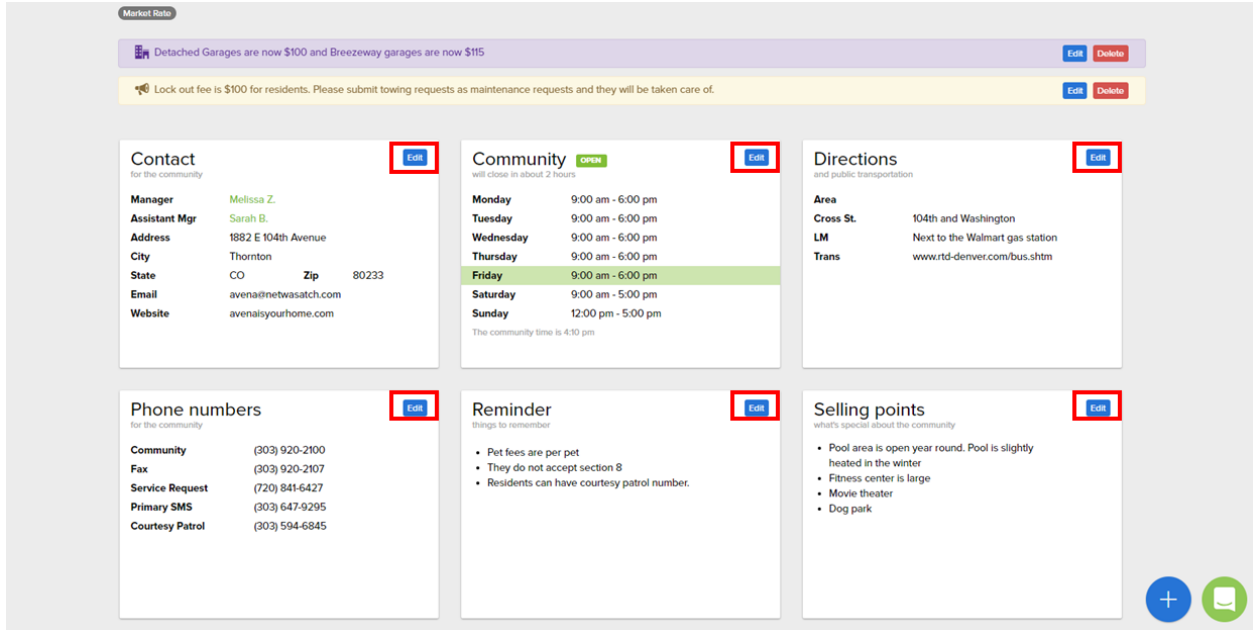 Market Rate
Detached Garages are now $100 and Breezeway garages are now $115
Edit
Delete
Lock out fee is $100 for residents. Please submit towing requests as maintenance requests and they will be taken care of.
Edit
Delete
Contact
Edit
for the community
Manager Melissa Z.
Assistant Mgr Sarah B.
Address 1882 E 104th Avenue
City Thornton
State CO Zip 80233
Email avena@netwasatch.com
Website avenaisyourhome.com
Community OPEN
Edit
will close in about 2 hours
Monday 9:00 am - 6:00 pm
Tuesday 9:00 am - 6:00 pm
Wednesday 9:00 am - 6:00 pm
Thursday 9:00 am - 6:00 pm
Friday 9:00 am - 6:00 pm
Saturday 9:00 am - 5:00 pm
Sunday 12:00 pm - 5:00 pm
The community time is 4:10 pm
Directions
Edit
and public transportation
Area
Cross St. 104th and Washington
LM Next to the Walmart gas station
Trans www.rtd-denver.com/bus.shtm
Phone numbers
Edit
for the community
Community (303) 920-2100
Fax (303) 920-2107
Service Request (720) 841-6427
Primary SMS (303) 647-9295
Courtesy Patrol (303) 594-6845
Reminder
Edit
things to remember
• Pet fees are per pet
• They do not accept section 8
• Residents can have courtesy patrol number.
Selling points
Edit
what's special about the community
• Pool area is open year round. Pool is slightly
heated in the winter
• Fitness center is large
• Movie theater
• Dog park